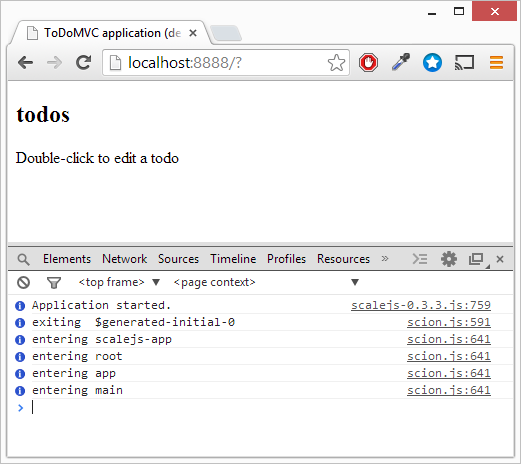 ToDoMVC application (de
localhost:8888/?
todos
Double-click to edit a todo
Elements Network Sources Timeline Profiles Resources »
<top frame> ▼ <page context> ▼
Application started. scalejs-0.3.3.js:759
exiting $generated-initial-0 scion.js:591
entering scalejs-app scion.js:641
entering root scion.js:641
entering app scion.js:641
entering main scion.js:641
>